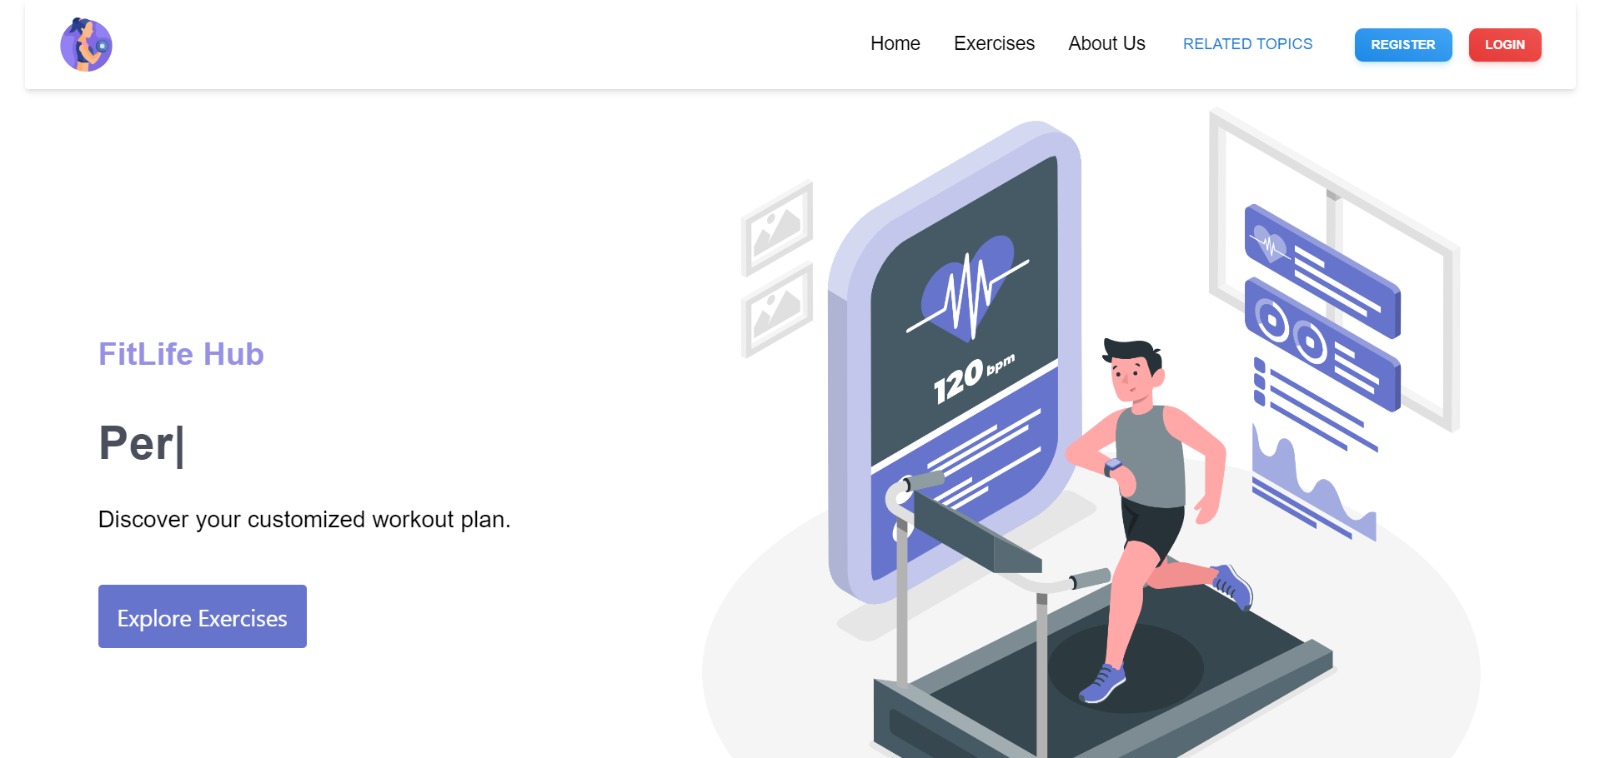 Home Exercises About Us RELATED TOPICS REGISTER LOGIN
120 bpm
FitLife Hub
Per|
Discover your customized workout plan.
Explore Exercises